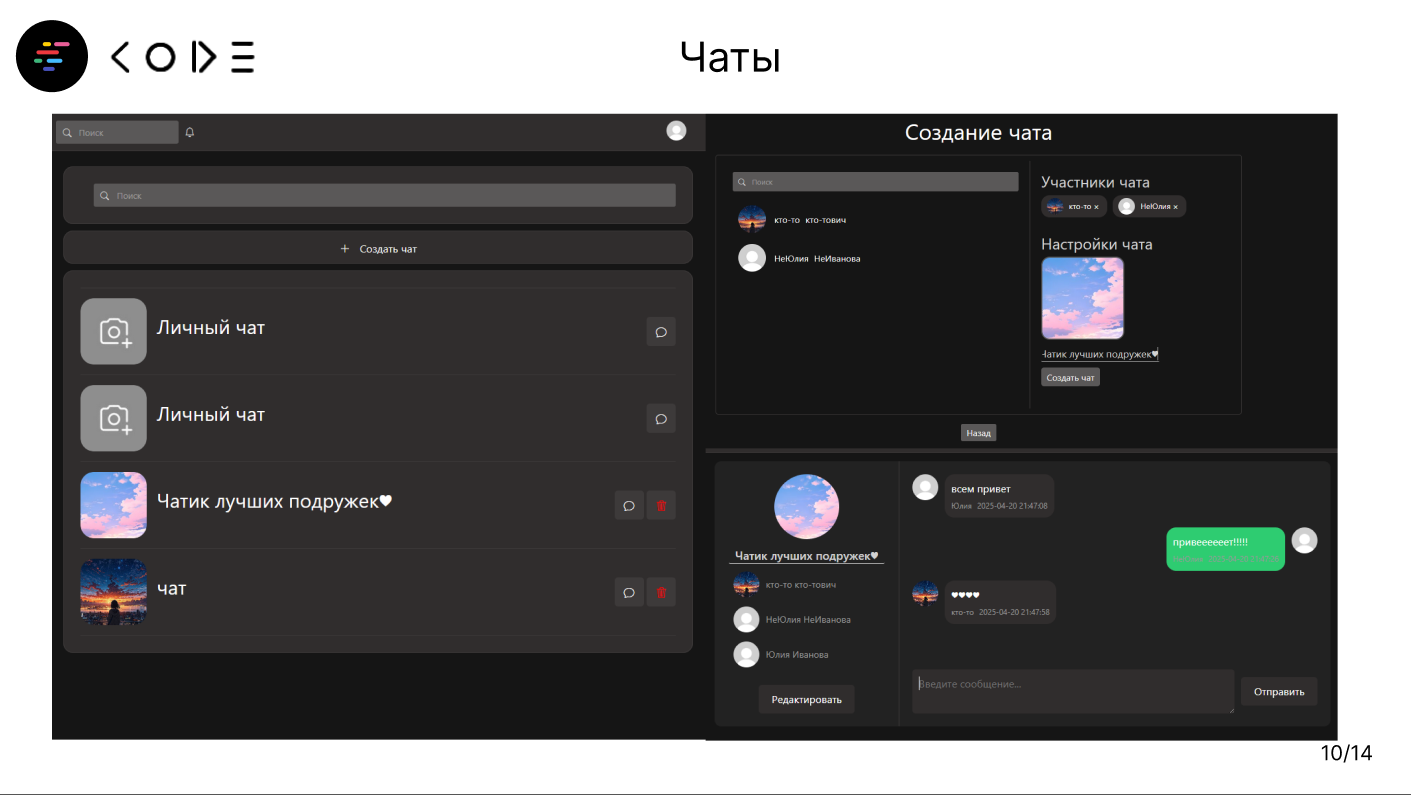 CODE
Чаты
Поиск
Поиск
+ Создать чат
Личный чат
Личный чат
Чатик лучших подружек♥
чат
Создание чата
Поиск
кто-то кто-тович
НеЮлия НеИванова
Участники чата
кто-то × НеЮлия ×
Настройки чата
Чатик лучших подружек♥
Создать чат
Назад
Чатик лучших подружек♥
кто-то кто-тович
НеЮлия НеИванова
Юлия Иванова
Редактировать
всем привет
Юлия 2025-04-20 21:47:08
привеееееет!!!!!
♥♥♥♥
кто-то 2025-04-20 21:47:58
Введите сообщение...
Отправить
10/14